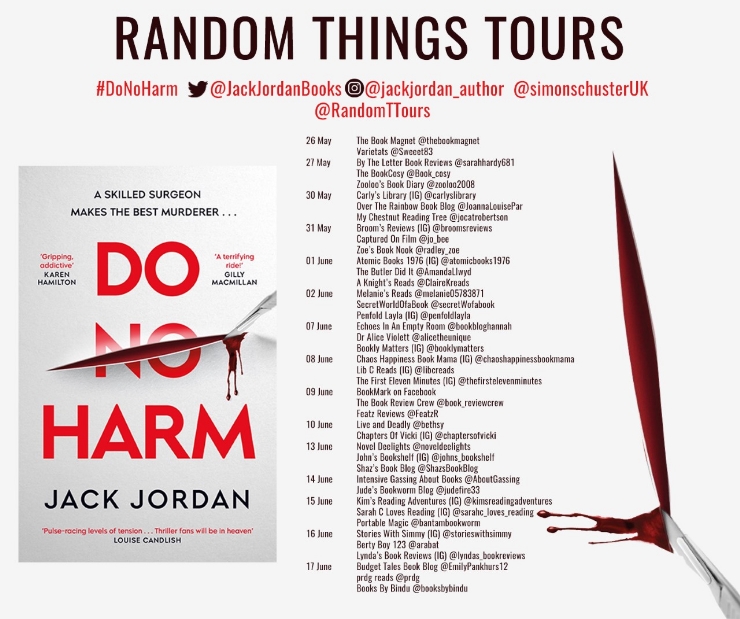 RANDOM THINGS TOURS
#DoNoHarm @JackJordanBooks @jackjordan_author @simonschusterUK
@RandomTTours
A SKILLED SURGEON
MAKES THE BEST MURDERER . . .
DO
'Gripping,
addictive'
KAREN
HAMILTON
'A terrifying
ride!'
GILLY
MACMILLAN
NO
HARM
JACK JORDAN
'Pulse-racing levels of tension . . . Thriller fans will be in heaven'
LOUISE CANDLISH
26 May The Book Magnet @thebookmagnet
Varietats @Sweeet83
27 May By The Letter Book Reviews @sarahhardy681
The BookCosy @Book_cosy
Zooloo's Book Diary @zooloo2008
30 May Carly's Library (IG) @carlyslibrary
Over The Rainbow Book Blog @JoannaLouisePar
My Chestnut Reading Tree @jocatrobertson
31 May Broom's Reviews (IG) @broomsreviews
Captured On Film @jo_bee
Zoe's Book Nook @radley_zoe
01 June Atomic Books 1976 (IG) @atomicbooks1976
The Butler Did It @AmandaLlwyd
A Knight's Reads @ClaireKreads
02 June Melanie's Reads @melanie05783871
SecretWorldOfaBook @secretWofabook
Penfold Layla (IG) @penfoldlayla
07 June Echoes In An Empty Room @bookbloghannah
Dr Alice Violett @alicetheunique
Bookly Matters (IG) @booklymatters
08 June Chaos Happiness Book Mama (IG) @chaoshappinessbookmama
Lib C Reads (IG) @libcreads
The First Eleven Minutes (IG) @thefirstelevenminutes
09 June BookMark on Facebook
The Book Review Crew @book_reviewcrew
Featz Reviews @FeatzR
10 June Live and Deadly @bethsy
Chapters Of Vicki (IG) @chaptersofvicki
13 June Novel Deelights @noveldeelights
John's Bookshelf (IG) @johns_bookshelf
Shaz's Book Blog @ShazsBookBlog
14 June Intensive Gassing About Books @AboutGassing
Jude's Bookworm Blog @judefire33
15 June Kim's Reading Adventures (IG) @kimsreadingadventures
Sarah C Loves Reading (IG) @sarahc_loves_reading
Portable Magic @bantambookworm
16 June Stories With Simmy (IG) @storieswithsimmy
Berty Boy 123 @arabat
Lynda's Book Reviews (IG) @lyndas_bookreviews
17 June Budget Tales Book Blog @EmilyPankhurs12
prdg reads @prdg
Books By Bindu @booksbybindu